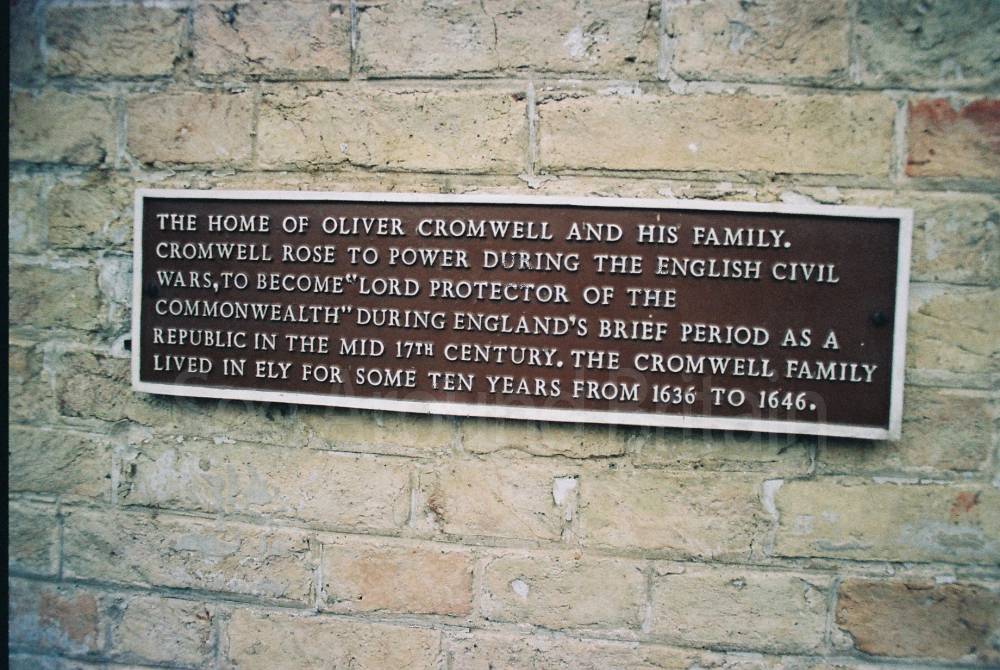 THE HOME OF OLIVER CROMWELL AND HIS FAMILY.
CROMWELL ROSE TO POWER DURING THE ENGLISH CIVIL
WARS, TO BECOME "LORD PROTECTOR OF THE
COMMONWEALTH" DURING ENGLAND'S BRIEF PERIOD AS A
REPUBLIC IN THE MID 17TH CENTURY. THE CROMWELL FAMILY
LIVED IN ELY FOR SOME TEN YEARS FROM 1636 TO 1646.
Around Britain